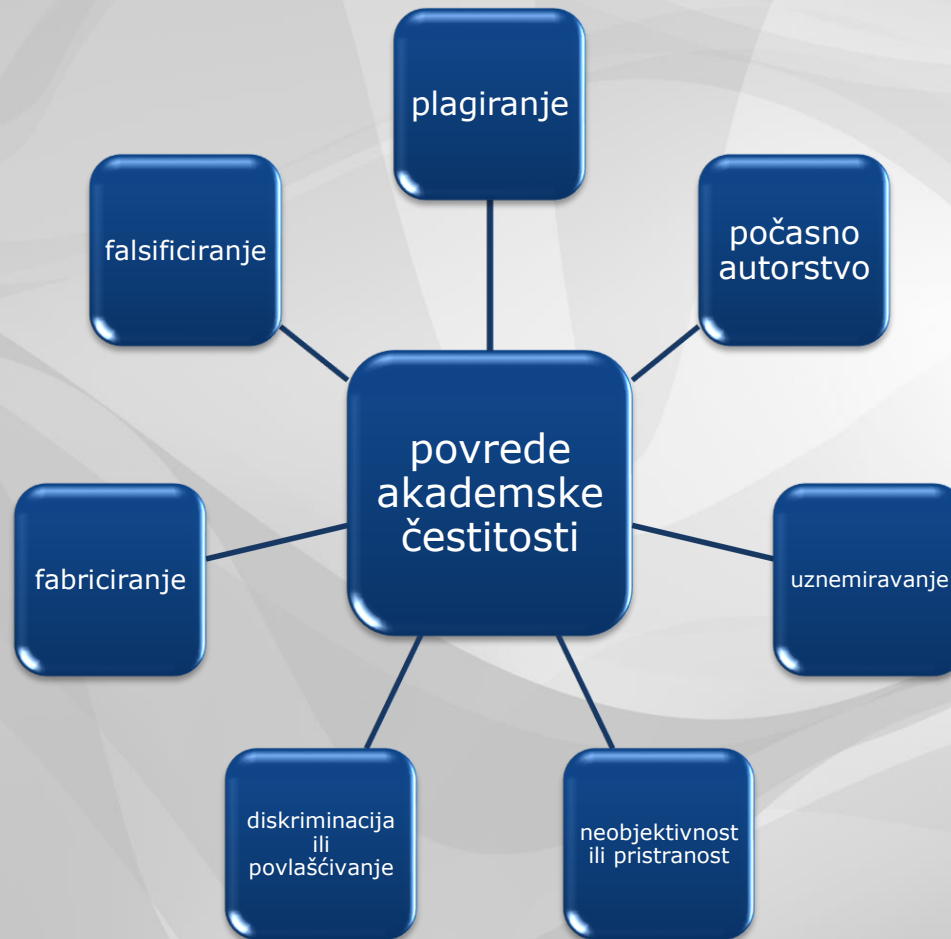 plagiranje
falsificiranje
počasno
autorstvo
povrede
akademske
čestitosti
fabriciranje
uznemiravanje
diskriminacija
ili
povlašćivanje
neobjektivnost
ili pristranost